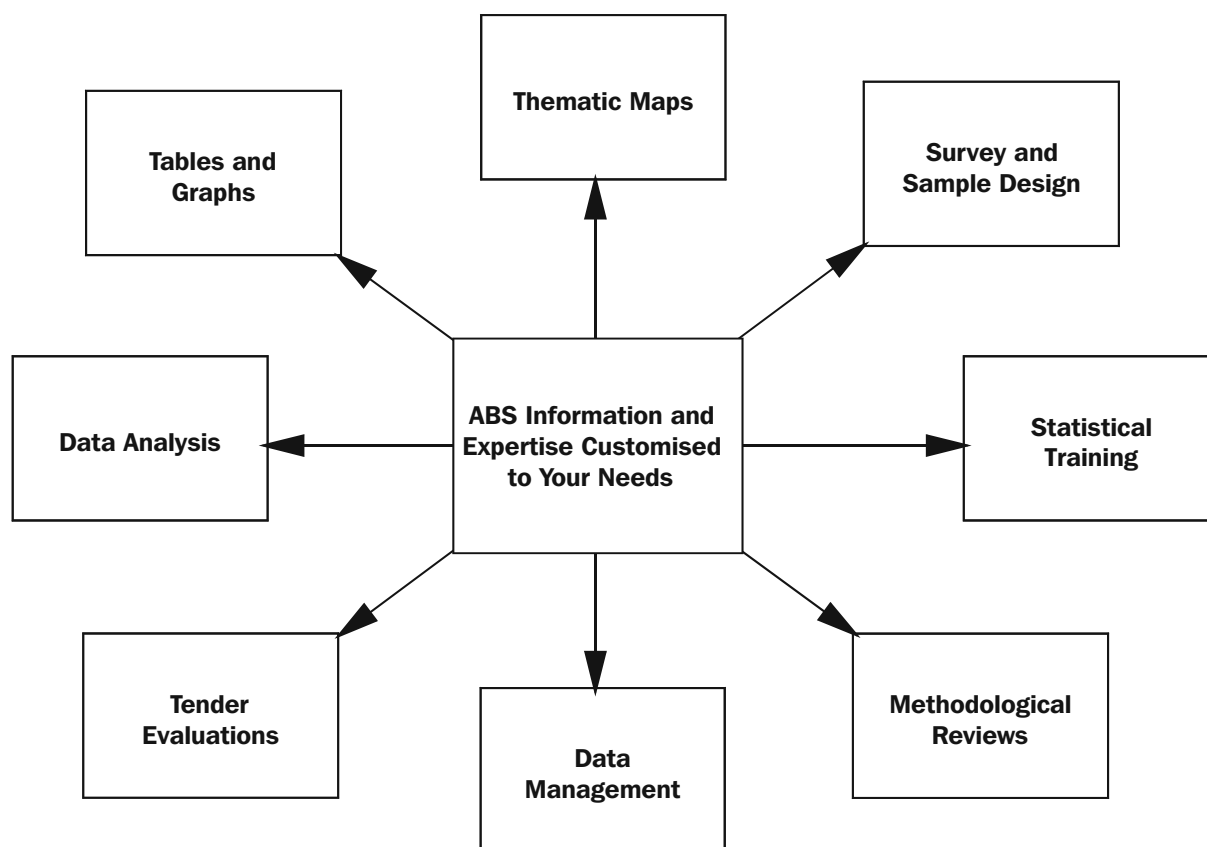 Thematic Maps
Tables and
Graphs
Survey and
Sample Design
ABS Information and
Expertise Customised
to Your Needs
Data Analysis
Statistical
Training
Tender
Evaluations
Data
Management
Methodological
Reviews